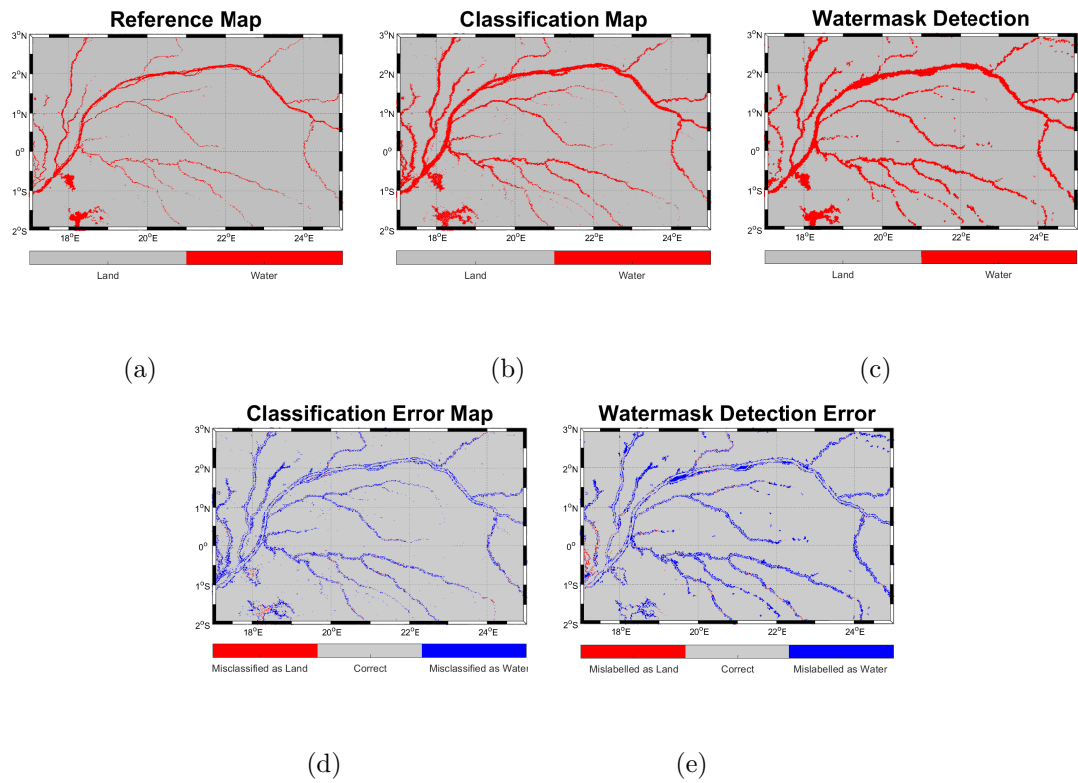 Reference Map
3°N
2°N
1°N
0°
1°S
2°S
18°E
20°E
22°E
24°E
Land
Water
(a)
Classification Map
3°N
2°N
1°N
0°
1°S
2°S
18°E
20°E
22°E
24°E
Land
Water
(b)
Watermask Detection
3°N
2°N
1°N
0°
1°S
2°S
18°E
20°E
22°E
24°E
Land
Water
(c)
Classification Error Map
3°N
2°N
1°N
0°
1°S
2°S
18°E
20°E
22°E
24°E
Misclassified as Land
Correct
Misclassified as Water
(d)
Watermask Detection Error
3°N
2°N
1°N
0°
1°S
2°S
18°E
20°E
22°E
24°E
Mislabelled as Land
Correct
Mislabelled as Water
(e)